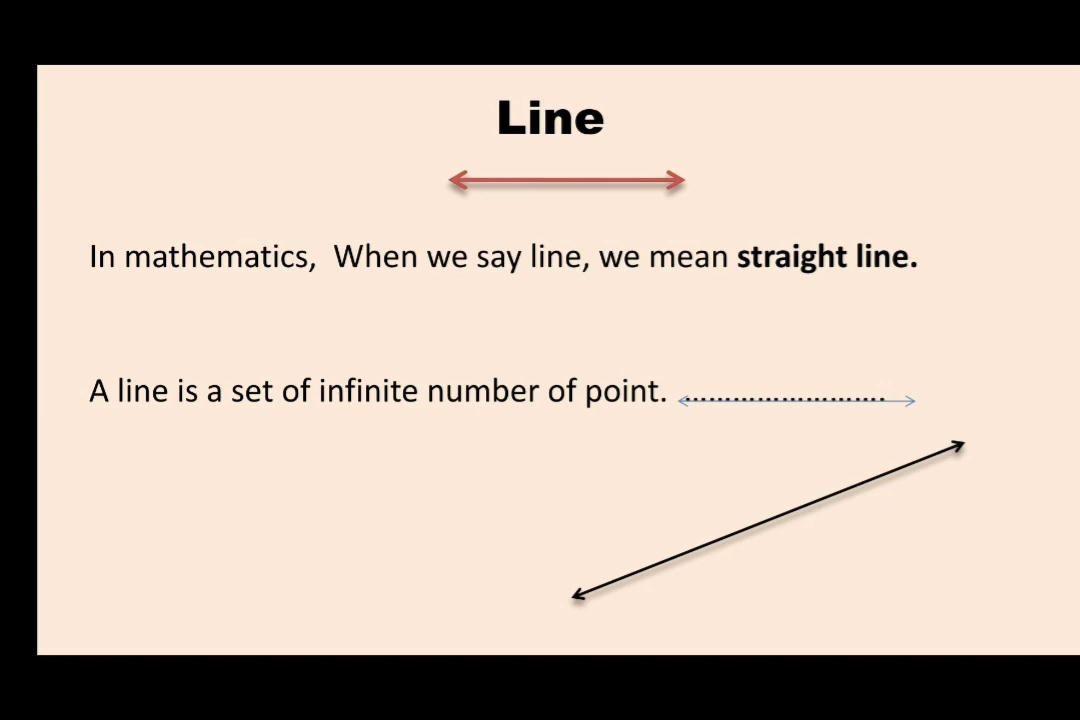 Line
In mathematics,  When we say line, we mean straight line.
A line is a set of infinite number of point. ........................